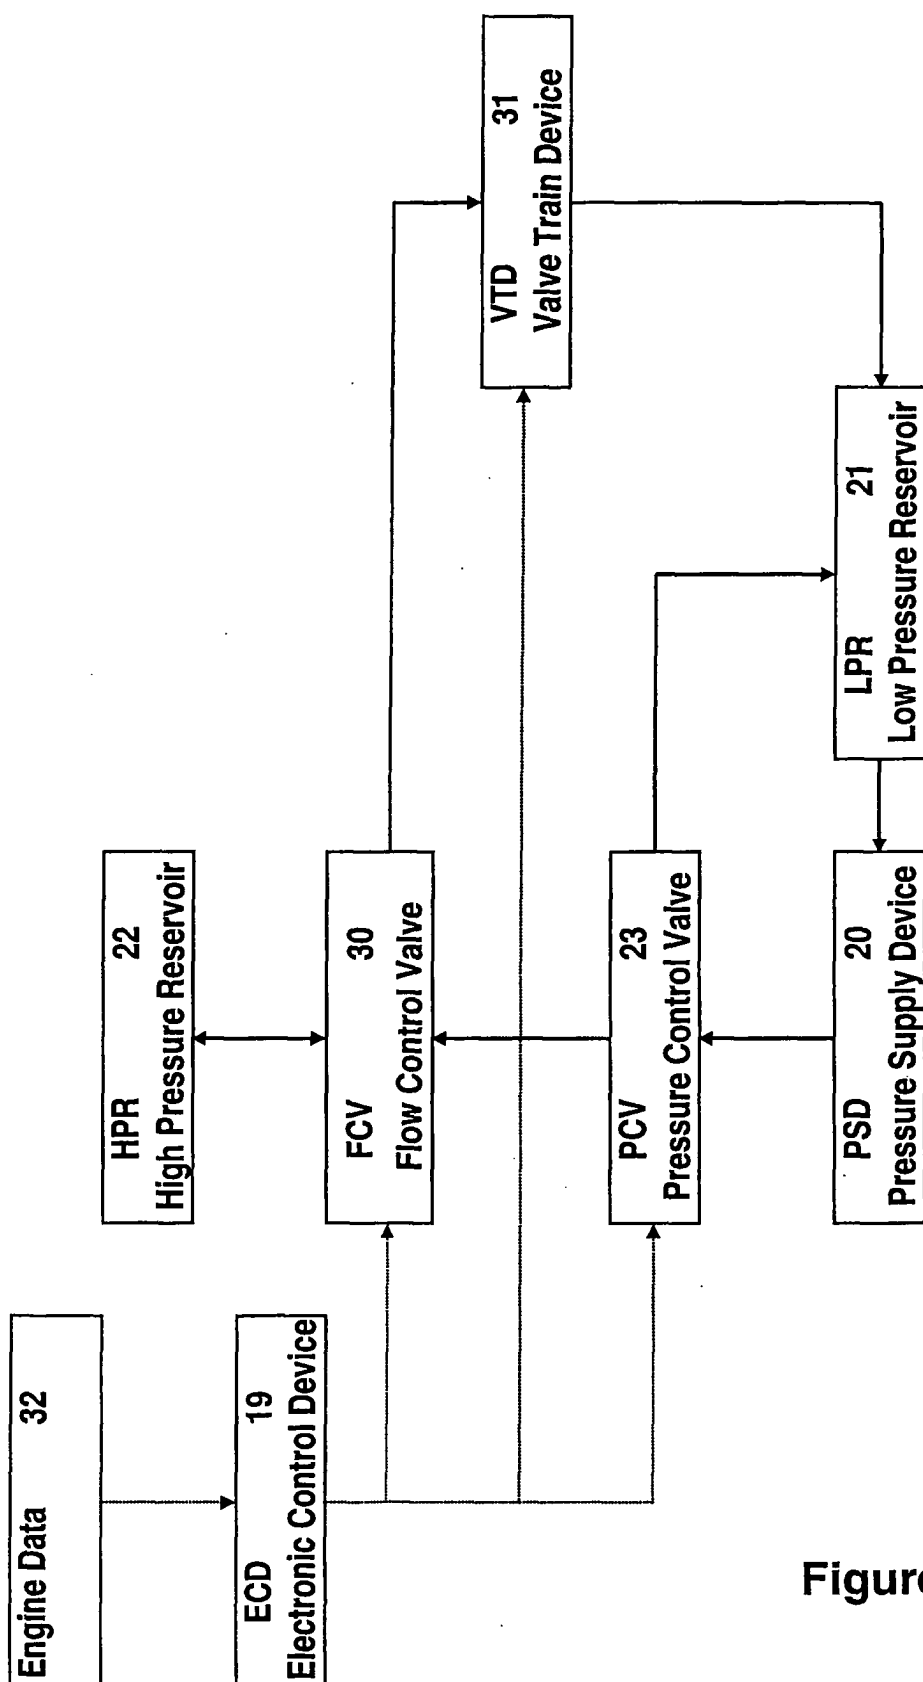 Engine Data 32
ECD 19
Electronic Control Device
HPR 22
High Pressure Reservoir
FCV 30
Flow Control Valve
PCV 23
Pressure Control Valve
PSD 20
Pressure Supply Device
VTD 31
Valve Train Device
LPR 21
Low Pressure Reservoir
Figure